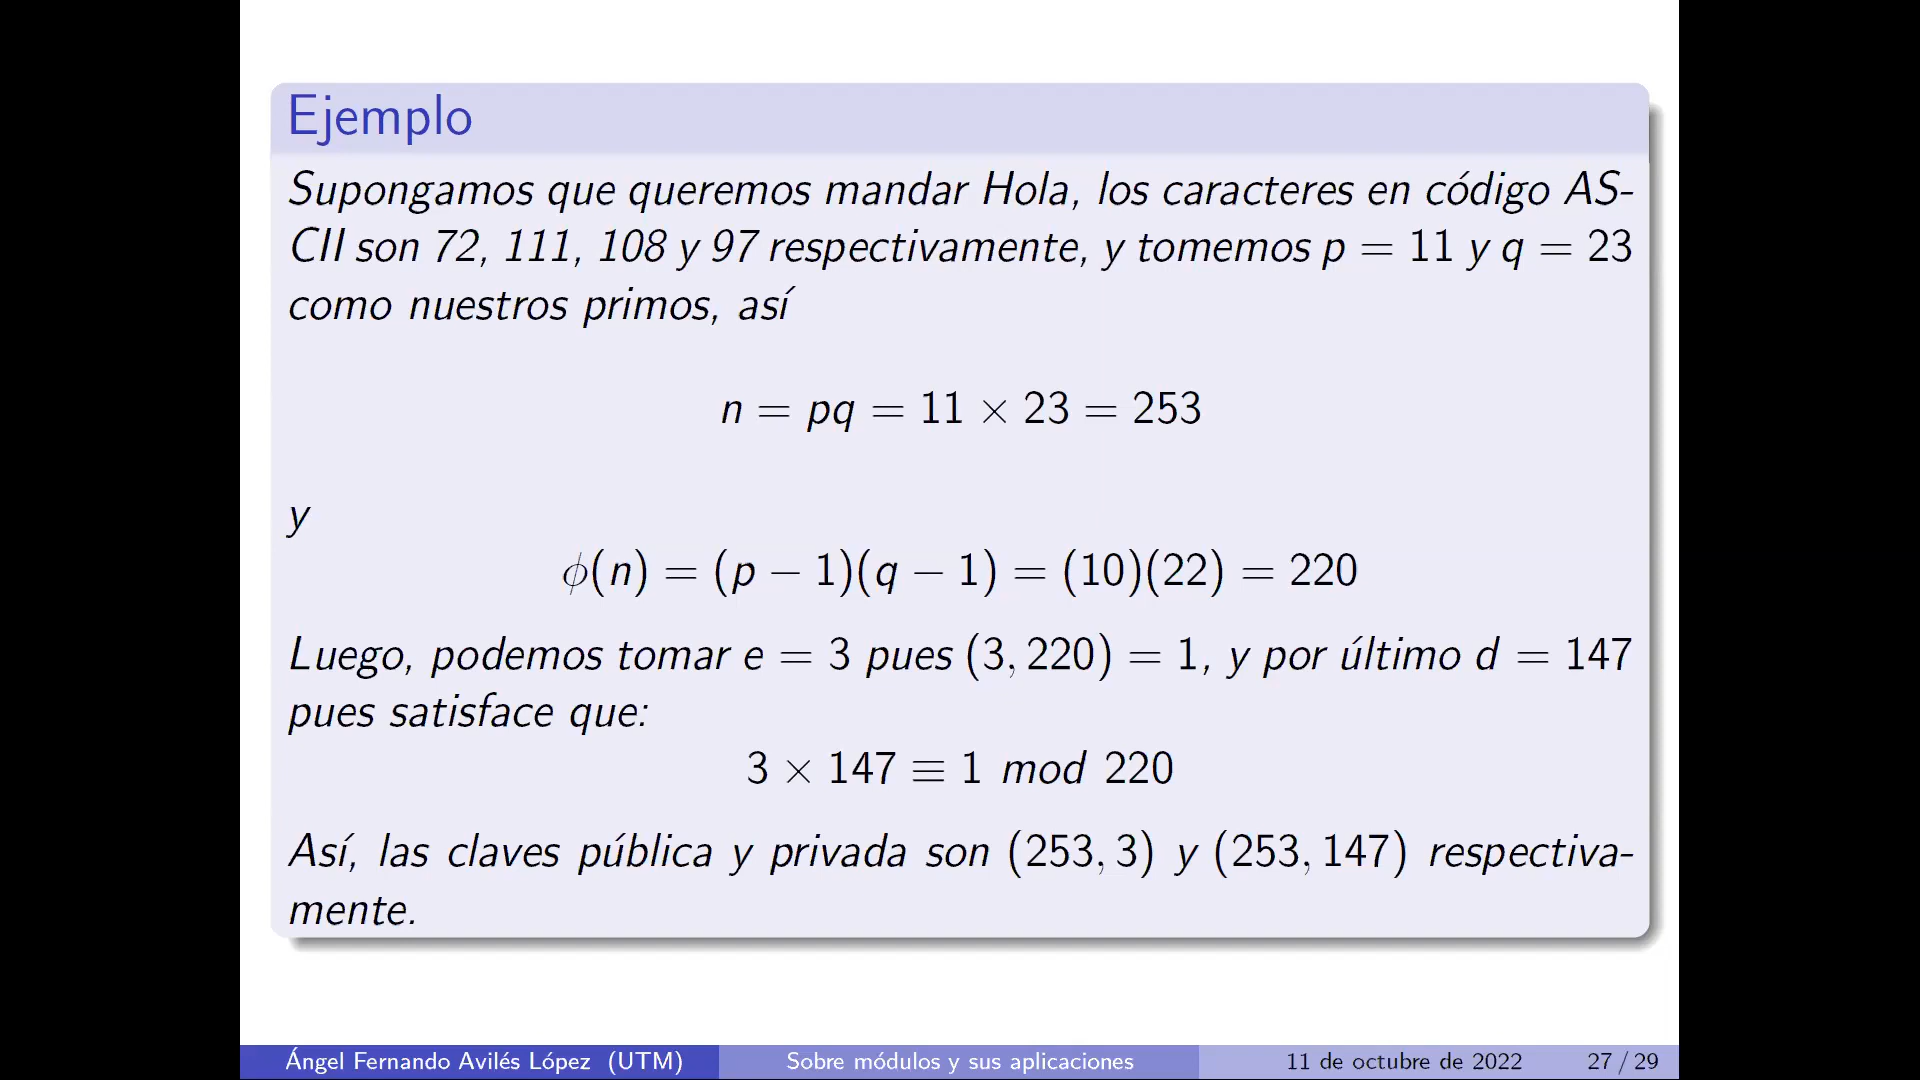 Ejemplo
Supongamos que queremos mandar Hola, los caracteres en código AS-
CII son 72, 111, 108 y 97 respectivamente, y tomemos p = 11 y q = 23
como nuestros primos, así
n = pq = 11 × 23 = 253
y
ϕ(n) = (p − 1)(q − 1) = (10)(22) = 220
Luego, podemos tomar e = 3 pues (3, 220) = 1, y por último d = 147
pues satisface que:
3 × 147 ≡ 1 mod 220
Así, las claves pública y privada son (253, 3) y (253, 147) respectiva-
mente.
Ángel Fernando Avilés López (UTM) Sobre módulos y sus aplicaciones 11 de octubre de 2022 27 / 29